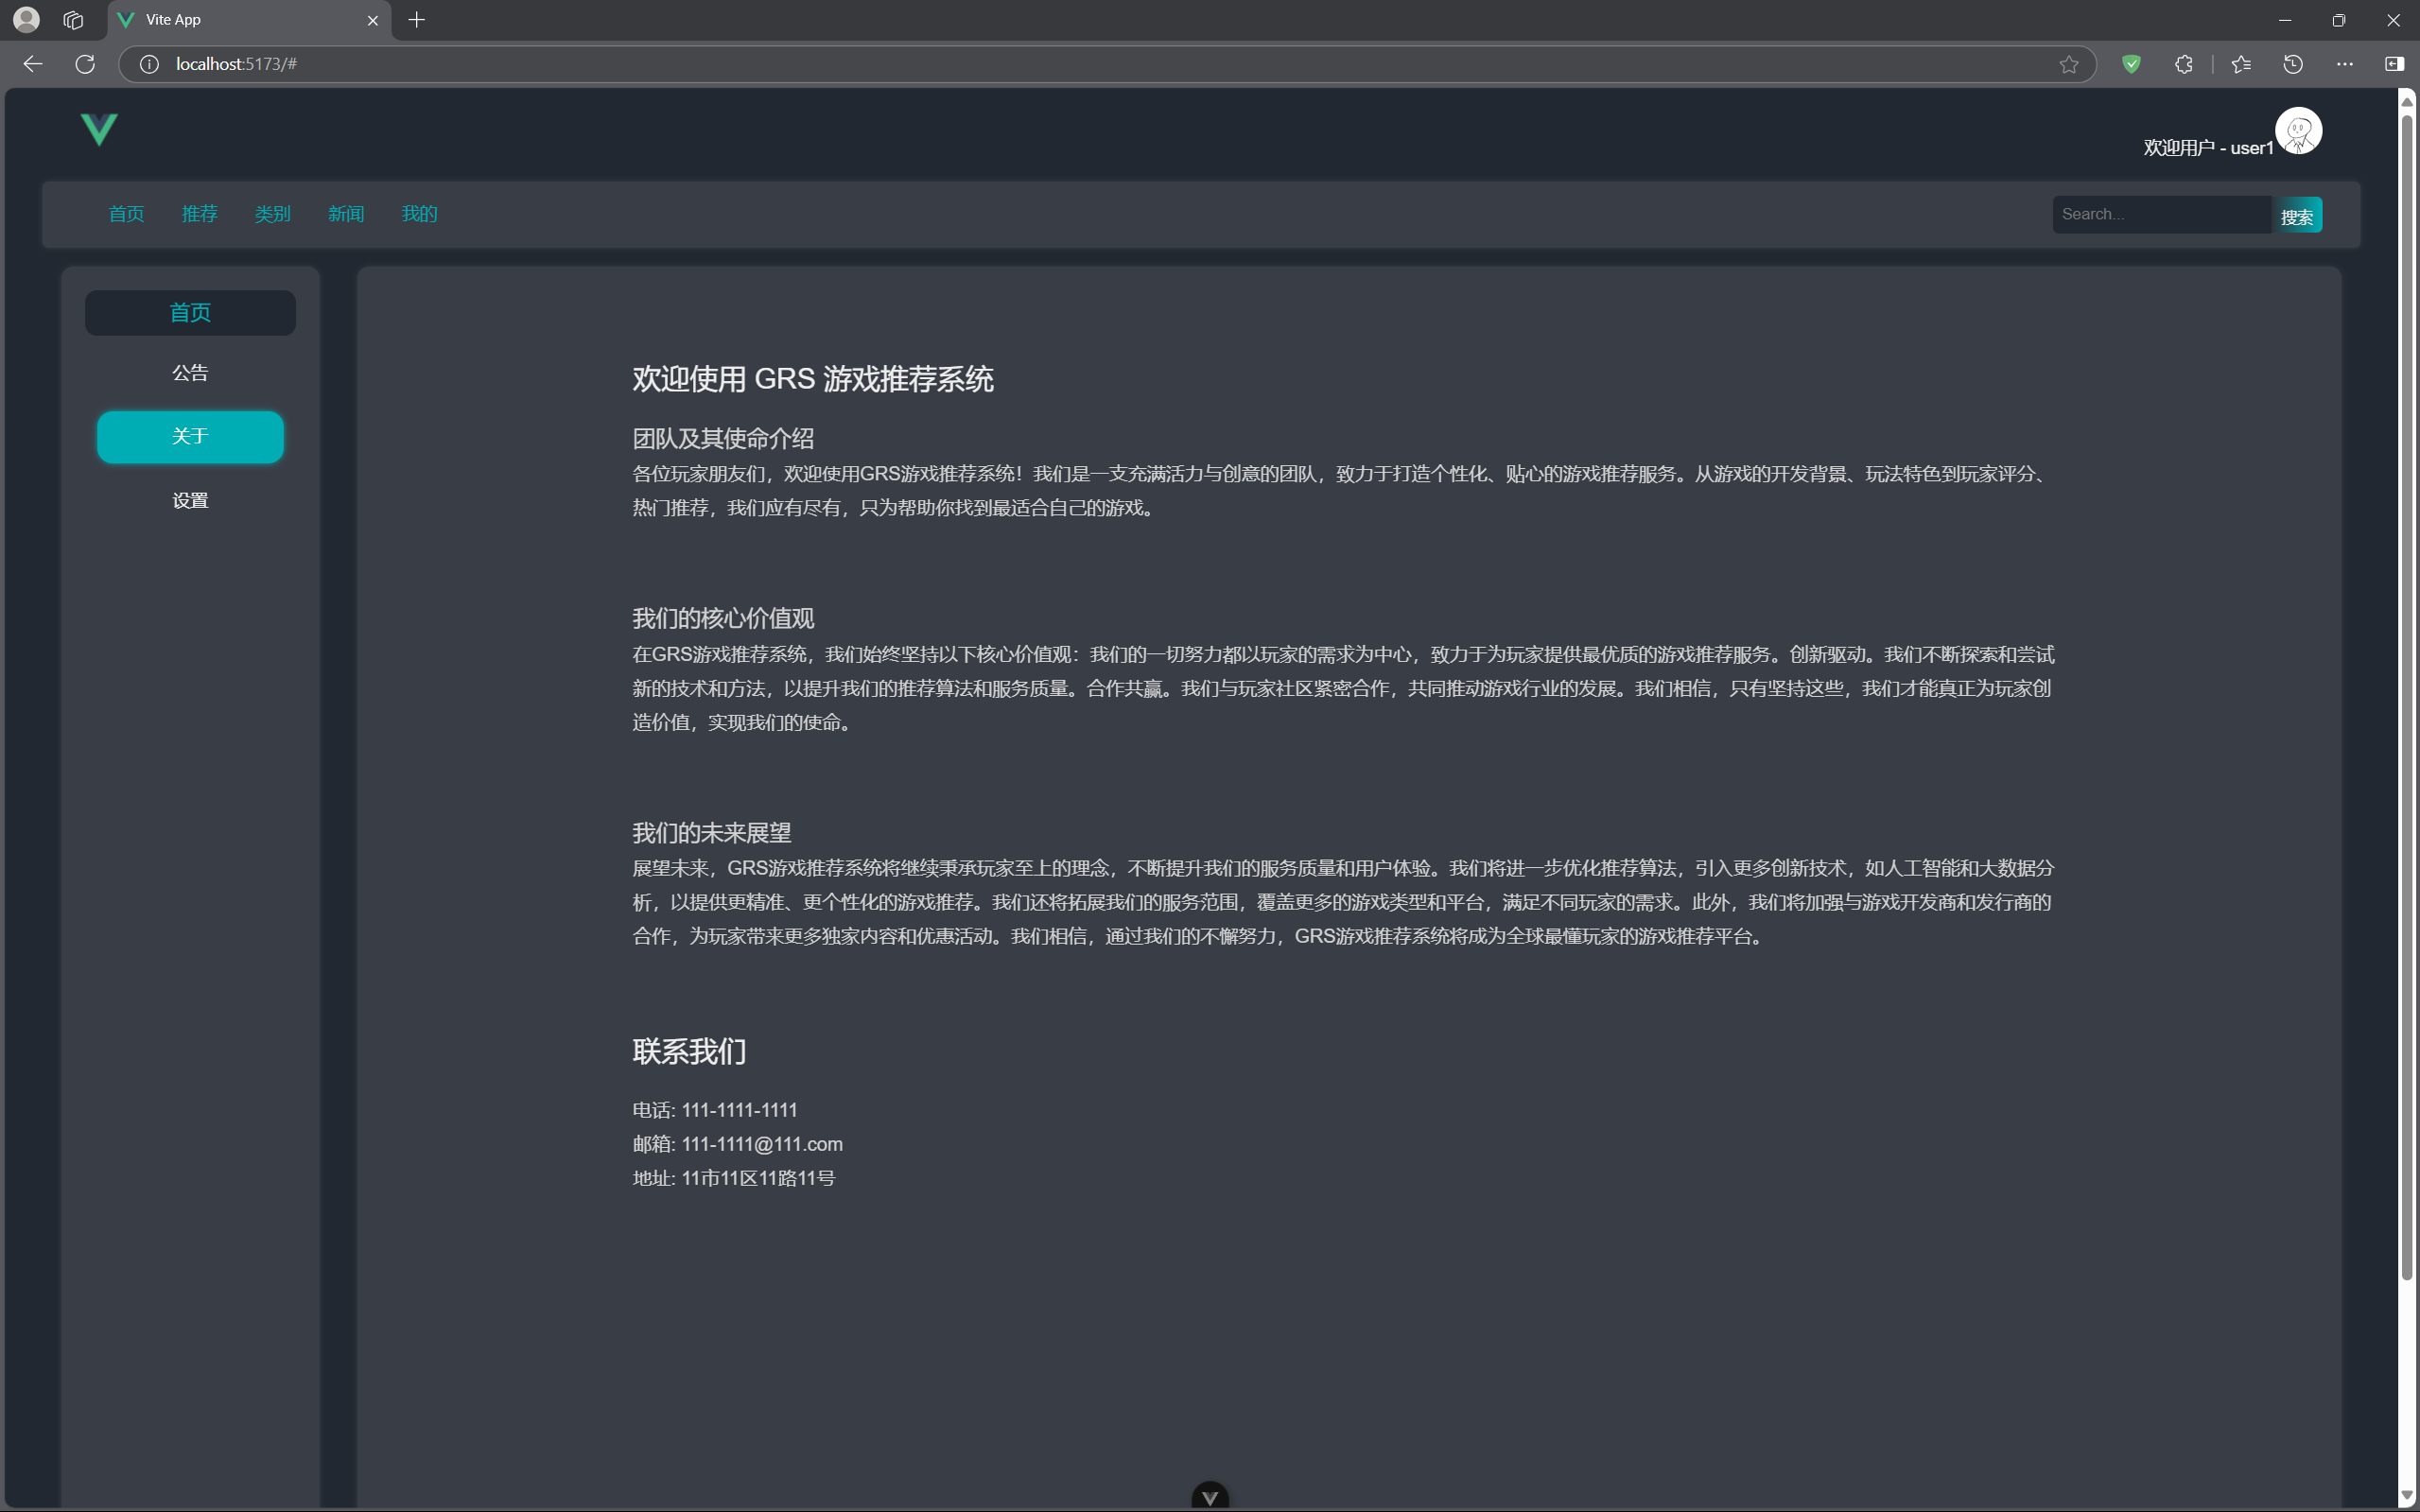 Vite App
localhost:5173/#
欢迎用户 - user1
首页 推荐 类别 新闻 我的
Search...
搜索
首页
公告
关于
设置
欢迎使用 GRS 游戏推荐系统
团队及其使命介绍
各位玩家朋友们，欢迎使用GRS游戏推荐系统！我们是一支充满活力与创意的团队，致力于打造个性化、贴心的游戏推荐服务。从游戏的开发背景、玩法特色到玩家评分、
热门推荐，我们应有尽有，只为帮助你找到最适合自己的游戏。
我们的核心价值观
在GRS游戏推荐系统，我们始终坚持以下核心价值观：我们的一切努力都以玩家的需求为中心，致力于为玩家提供最优质的游戏推荐服务。创新驱动。我们不断探索和尝试
新的技术和方法，以提升我们的推荐算法和服务质量。合作共赢。我们与玩家社区紧密合作，共同推动游戏行业的发展。我们相信，只有坚持这些，我们才能真正为玩家创
造价值，实现我们的使命。
我们的未来展望
展望未来，GRS游戏推荐系统将继续秉承玩家至上的理念，不断提升我们的服务质量和用户体验。我们将进一步优化推荐算法，引入更多创新技术，如人工智能和大数据分
析，以提供更精准、更个性化的游戏推荐。我们还将拓展我们的服务范围，覆盖更多的游戏类型和平台，满足不同玩家的需求。此外，我们将加强与游戏开发商和发行商的
合作，为玩家带来更多独家内容和优惠活动。我们相信，通过我们的不懈努力，GRS游戏推荐系统将成为全球最懂玩家的游戏推荐平台。
联系我们
电话: 111-1111-1111
邮箱: 111-1111@111.com
地址: 11市11区11路11号